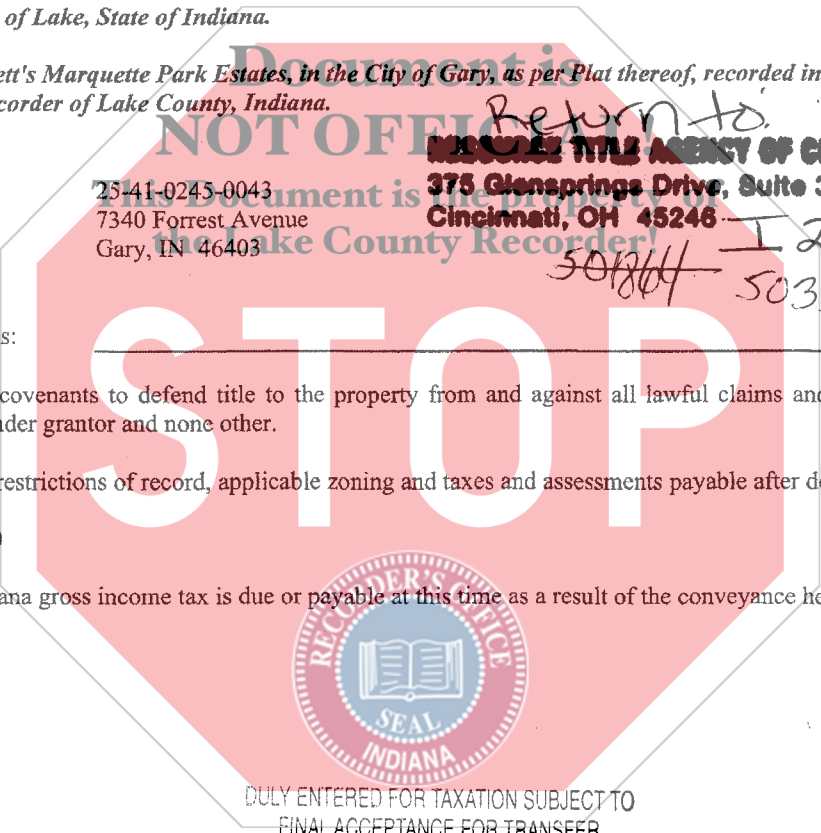 of Lake, State of Indiana.
Document is
ett's Marquette Park Estates, in the City of Gary, as per Plat thereof, recorded in
corder of Lake County, Indiana.
Return to:
NOT OFFICIAL!
TITLE AGENCY OF
25-41-0245-0043
375 Glensprings Drive, Suite 3
This Document is the property of
7340 Forrest Avenue
Cincinnati, OH 45246
Gary, IN 46403
the Lake County Recorder!
I 2
501864
503
s:
STOP
covenants to defend title to the property from and against all lawful claims and
nder grantor and none other.
restrictions of record, applicable zoning and taxes and assessments payable after d
)
ana gross income tax is due or payable at this time as a result of the conveyance he
RECORDER'S OFFICE
SEAL
INDIANA
DULY ENTERED FOR TAXATION SUBJECT TO
FINAL ACCEPTANCE FOR TRANSFER